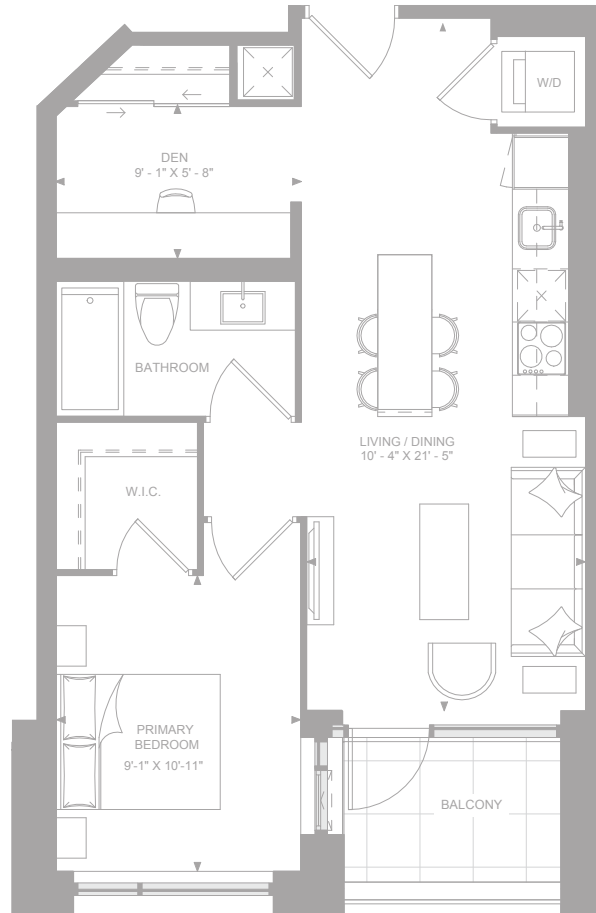 W/D
DEN
9' - 1" X 5' - 8"
BATHROOM
LIVING / DINING
10' - 4" X 21' - 5"
W.I.C.
PRIMARY
BEDROOM
9'-1" X 10'-11"
BALCONY